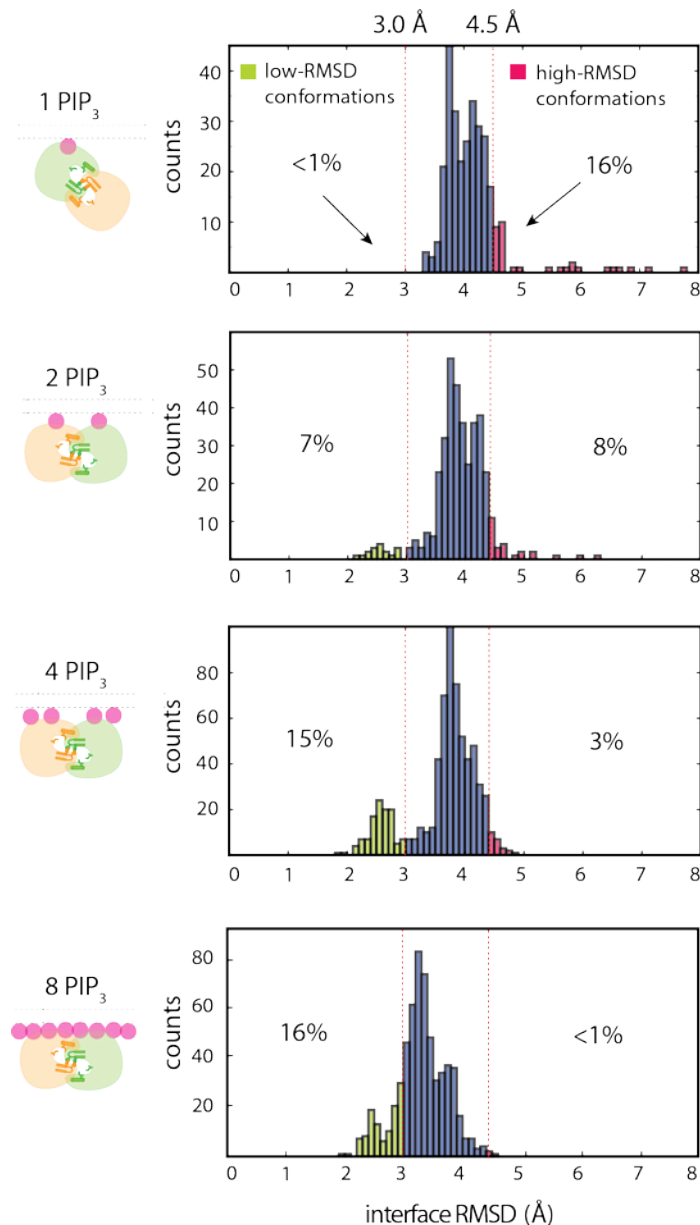 3.0 Å 4.5 Å
1 PIP3
counts
40
30
20
10
low-RMSD
conformations
high-RMSD
conformations
<1%
16%
0 1 2 3 4 5 6 7 8
2 PIP3
counts
50
40
30
20
10
7%
8%
0 1 2 3 4 5 6 7 8
4 PIP3
counts
80
60
40
20
15%
3%
0 1 2 3 4 5 6 7 8
8 PIP3
counts
80
60
40
20
16%
<1%
0 1 2 3 4 5 6 7 8
interface RMSD (Å)